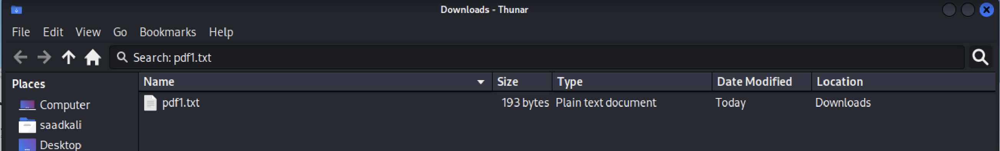 Downloads - Thunar
File Edit View Go Bookmarks Help
Search: pdf1.txt
Places
Name Size Type Date Modified Location
pdf1.txt 193 bytes Plain text document Today Downloads
Computer
saadkali
Desktop